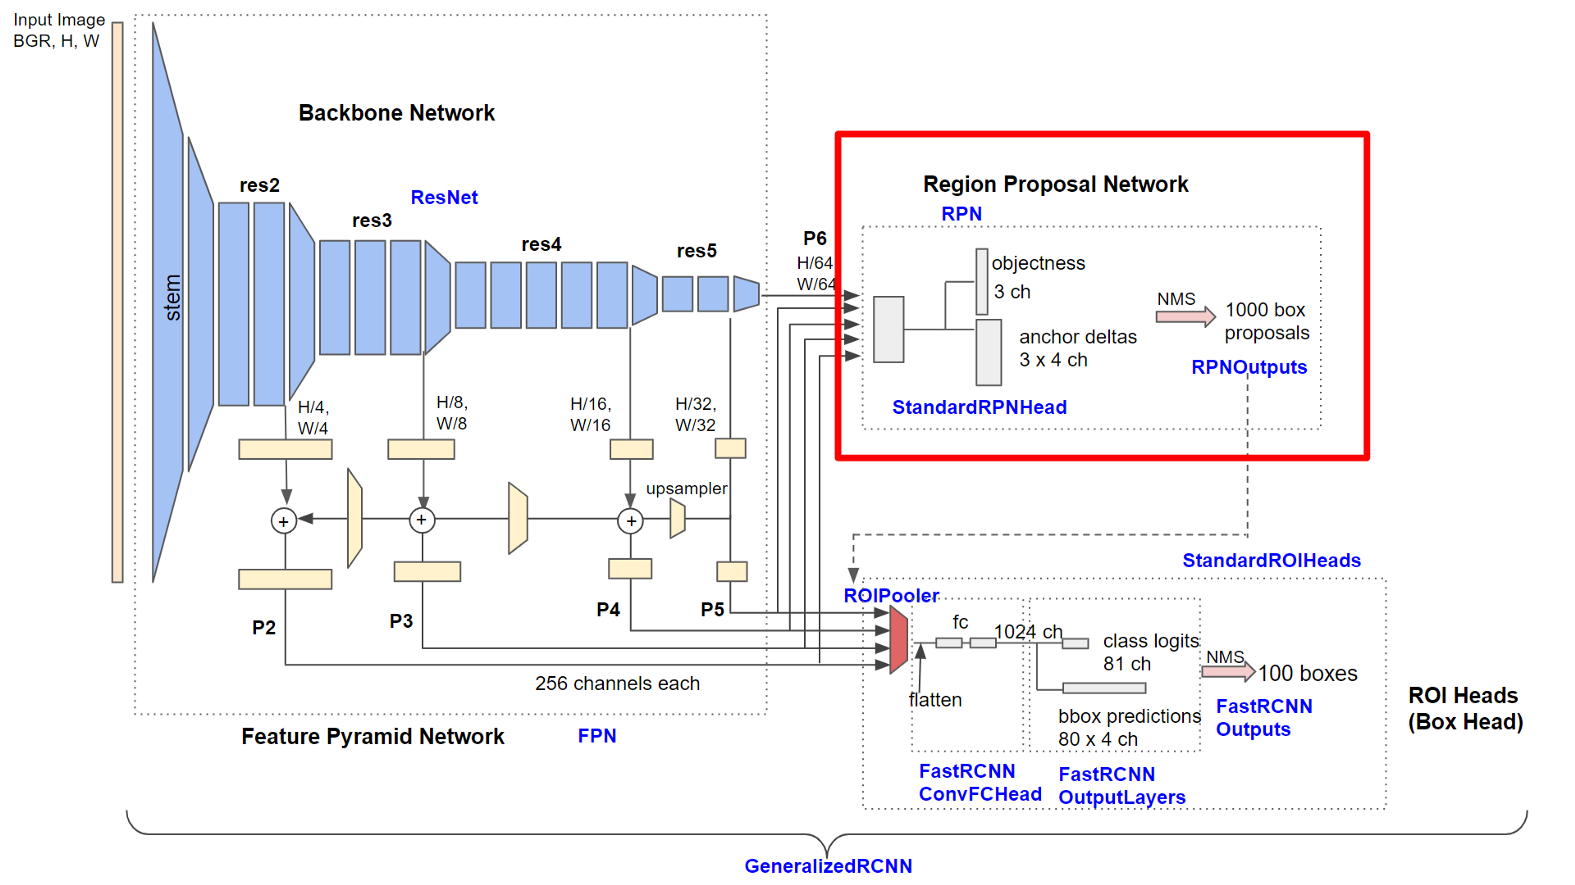 Input Image
BGR, H, W
Backbone Network
res2
ResNet
res3
res4
res5
stem
H/4,
W/4
H/8,
W/8
H/16,
W/16
H/32,
W/32
upsampler
+
+
+
P2
P3
P4
P5
256 channels each
Feature Pyramid Network
FPN
P6
H/64
W/64
Region Proposal Network
RPN
objectness
3 ch
anchor deltas
3 x 4 ch
NMS
1000 box
proposals
RPNOutputs
StandardRPNHead
StandardROIHeads
ROIPooler
fc
1024 ch
flatten
class logits
81 ch
bbox predictions
80 x 4 ch
NMS
100 boxes
FastRCNN
Outputs
FastRCNN
ConvFCHead
FastRCNN
OutputLayers
ROI Heads
(Box Head)
GeneralizedRCNN